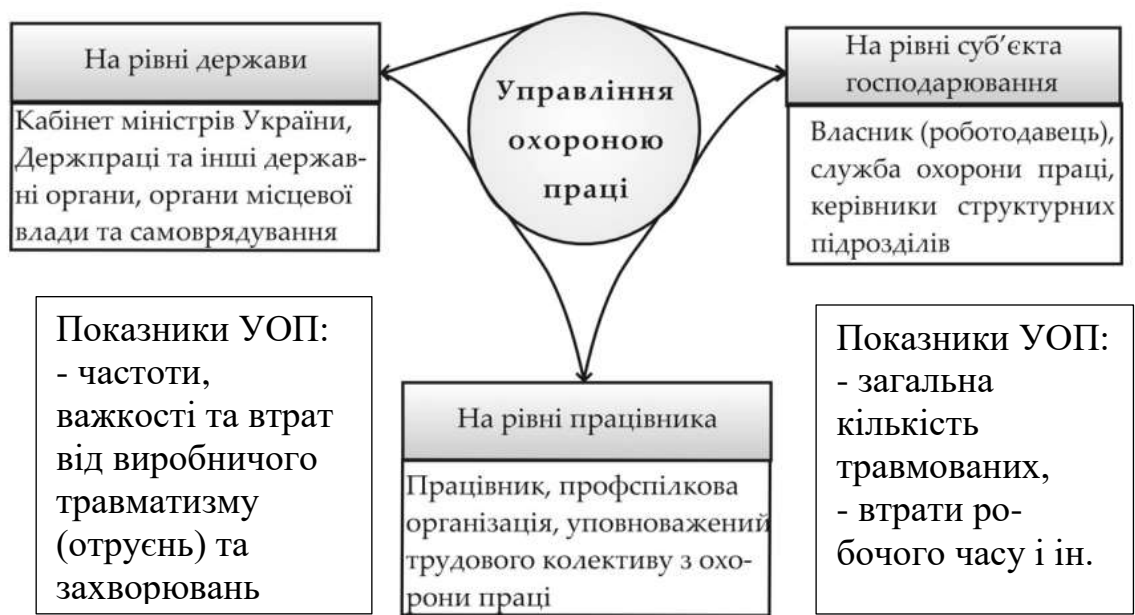 На рівні держави
Кабінет міністрів України,
Держпраці та інші держав-
ні органи, органи місцевої
влади та самоврядування
Управління
охороною
праці
На рівні суб’єкта
господарювання
Власник (роботодавець),
служба охорони праці,
керівники структурних
підрозділів
Показники УОП:
- частоти,
важкості та втрат
від виробничого
травматизму
(отруєнь) та
захворювань
На рівні працівника
Працівник, профспілкова
організація, уповноважений
трудового колективу з охо-
рони праці
Показники УОП:
- загальна
кількість
травмованих,
- втрати ро-
бочого часу і ін.